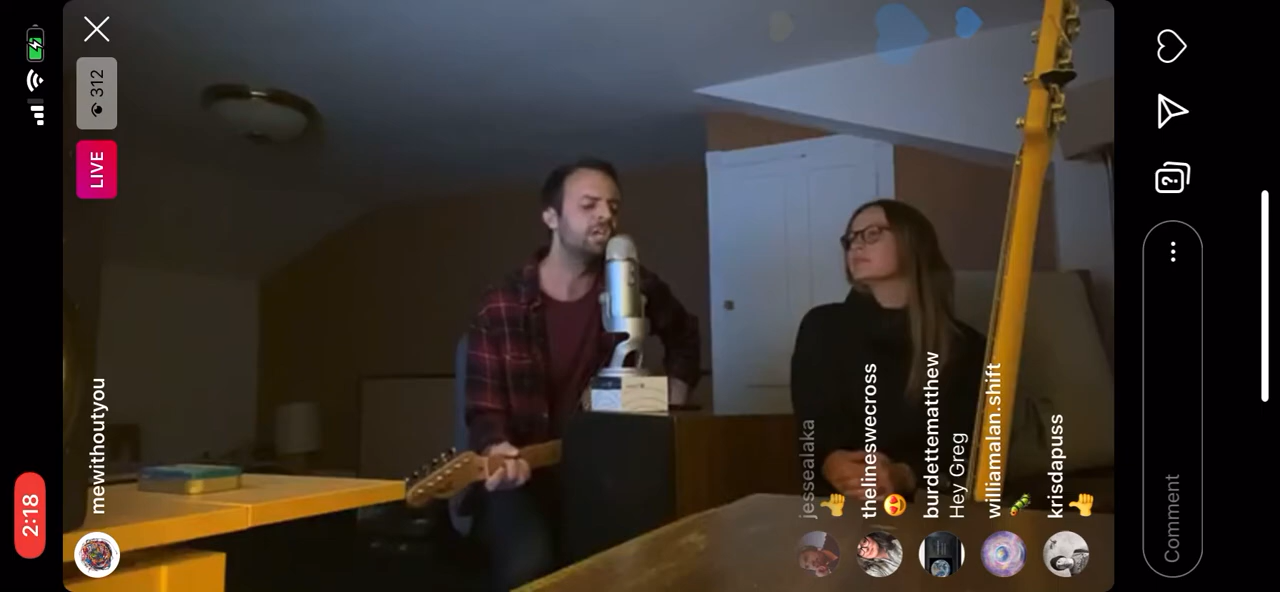 2:18
mewithoutyou
LIVE
312
jessealaka
👍
thelineswecross
😍
burdettematthew
Hey Greg
williamalan.shift
🐛
krisdapuss
👍
Comment